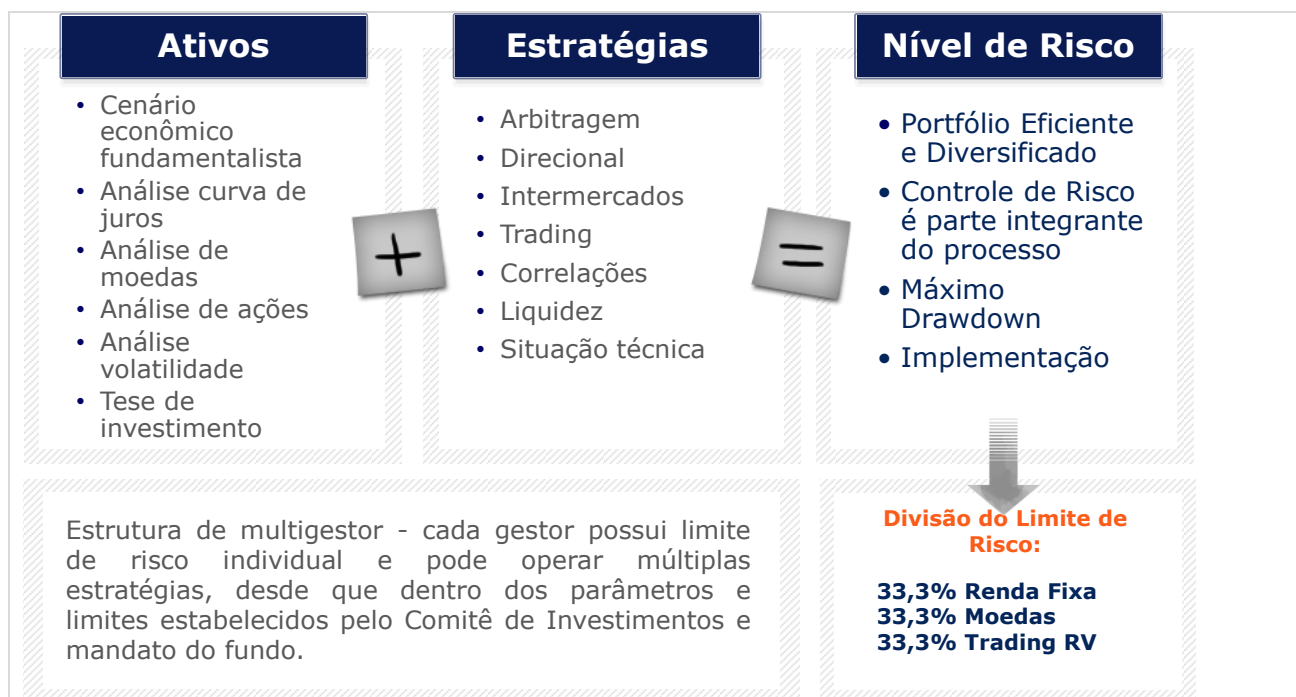 Ativos
• Cenário
econômico
fundamentalista
• Análise curva de
juros
• Análise de
moedas
• Análise de ações
• Análise
volatilidade
• Tese de
investimento
+
Estratégias
• Arbitragem
• Direcional
• Intermercados
• Trading
• Correlações
• Liquidez
• Situação técnica
=
Nível de Risco
• Portfólio Eficiente
e Diversificado
• Controle de Risco
é parte integrante
do processo
• Máximo
Drawdown
• Implementação
Estrutura de multigestor - cada gestor possui limite
de risco individual e pode operar múltiplas
estratégias, desde que dentro dos parâmetros e
limites estabelecidos pelo Comitê de Investimentos e
mandato do fundo.
Divisão do Limite de
Risco:
33,3% Renda Fixa
33,3% Moedas
33,3% Trading RV